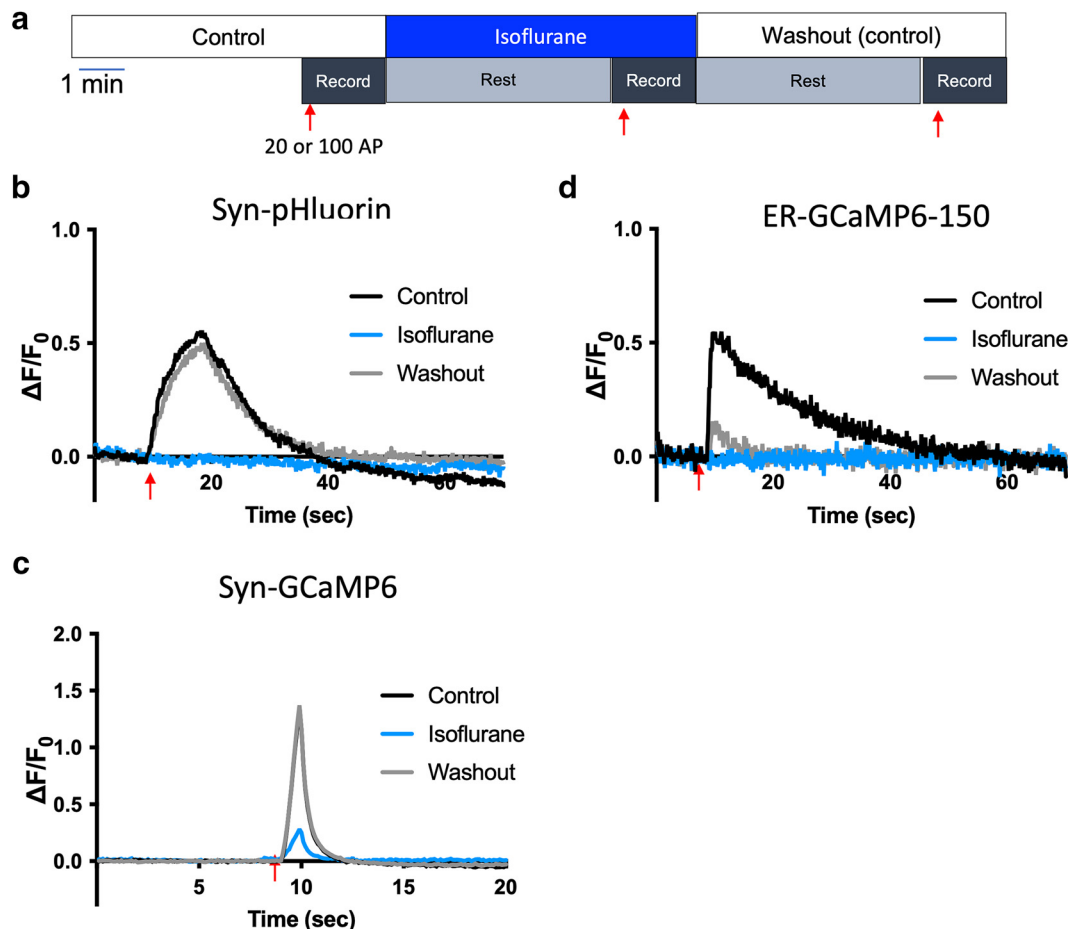 a
Control
Isoflurane
Washout (control)
1 min
Record
Rest
Record
Rest
Record
20 or 100 AP
b
Syn-pHluorin
1.0
0.5
0.0
ΔF/F0
Control
Isoflurane
Washout
20
40
60
Time (sec)
d
ER-GCaMP6-150
1.0
0.5
0.0
ΔF/F0
Control
Isoflurane
Washout
20
40
60
Time (sec)
c
Syn-GCaMP6
2.0
1.5
1.0
0.5
0.0
ΔF/F0
Control
Isoflurane
Washout
5
10
15
20
Time (sec)